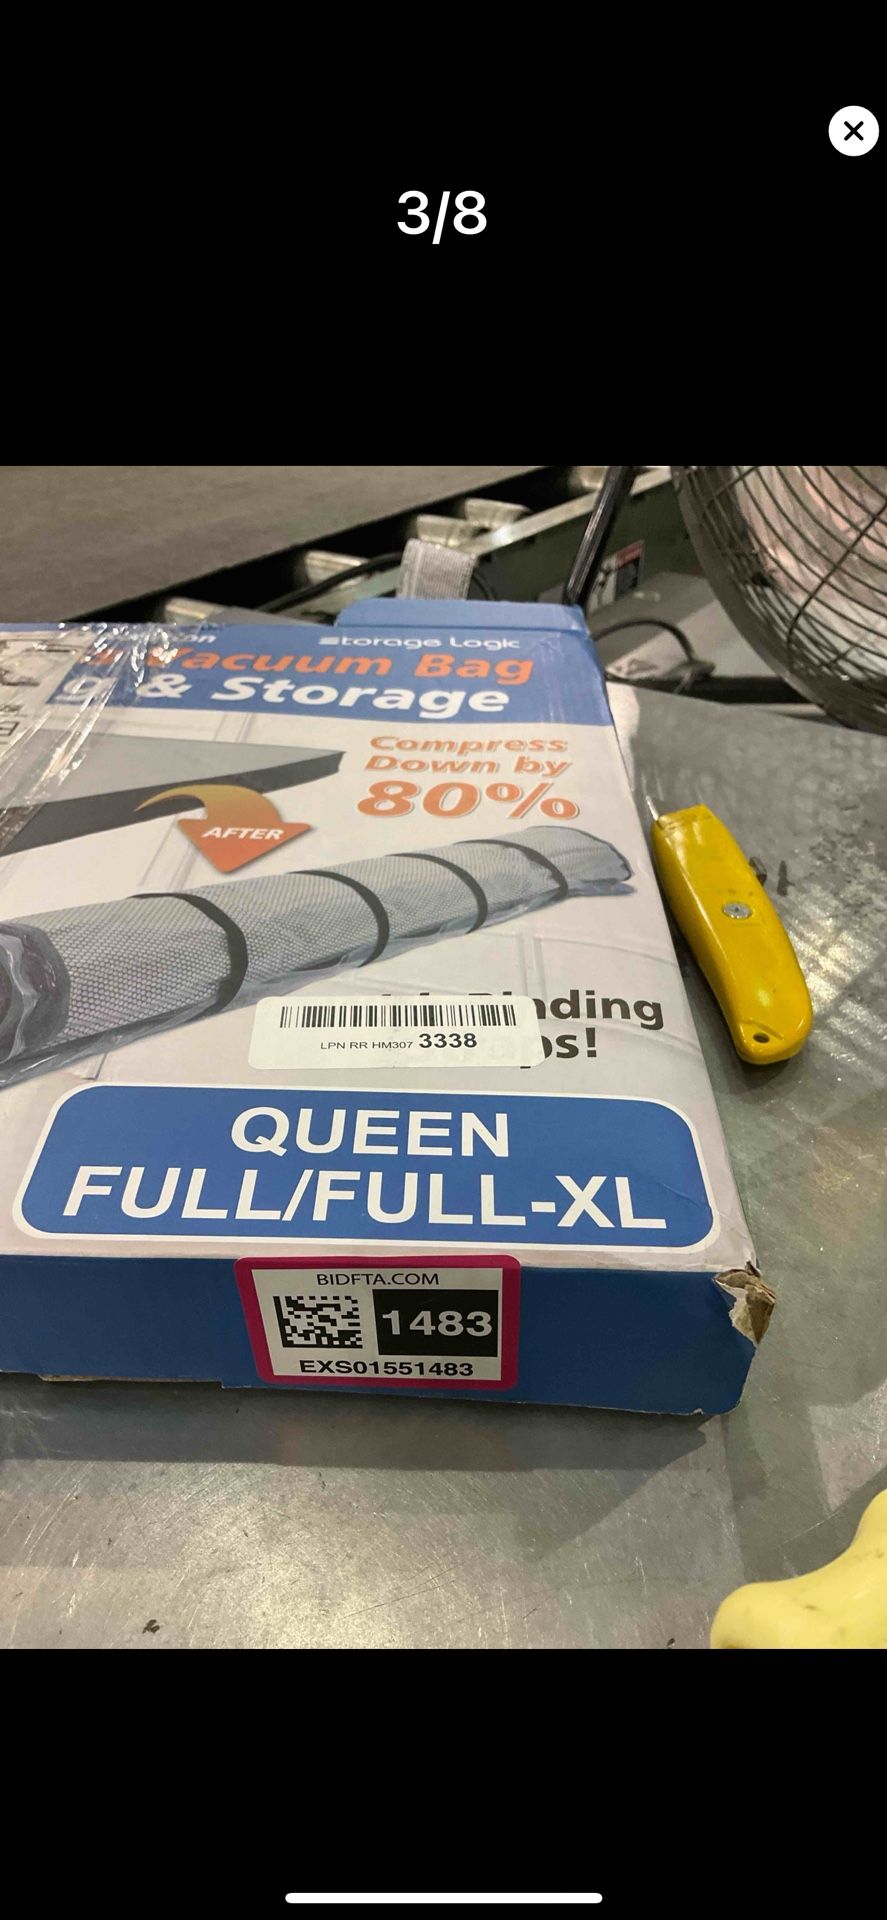 3/8
Storage Logic
Vacuum Bag
& Storage
Compress
Down by
80%
AFTER
LPN RR HM307 3338
QUEEN
FULL/FULL-XL
BIDFTA.COM
1483
EXS01551483